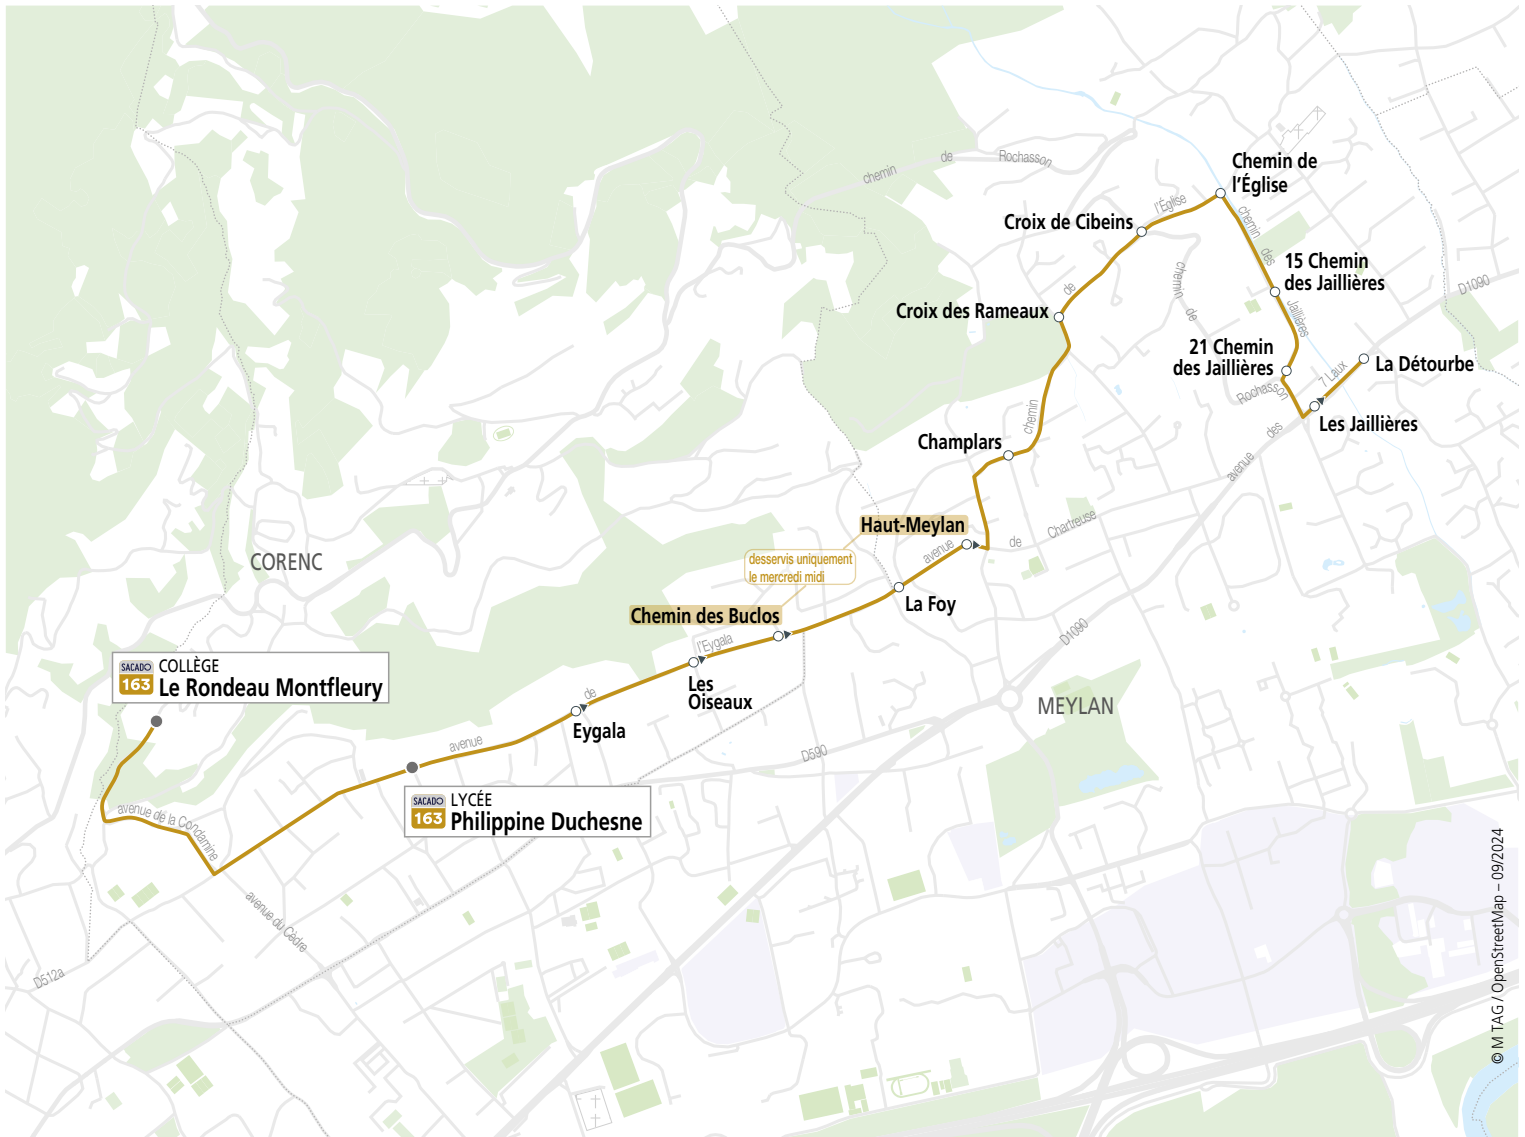 chemin
de
Rochasson
Chemin de
l'Église
l'Église
Croix de Cibeins
chemin
des
15 Chemin
des Jaillières
D1090
chemin
de
de
Jaillières
Croix des Rameaux
21 Chemin
des Jaillières
7 Laux
La Détourbe
Rochasson
Les Jaillières
des
avenue
chemin
Champlars
Chartreuse
de
Haut-Meylan
avenue
desservis uniquement
le mercredi midi
CORENC
La Foy
Chemin des Buclos
l'Eygala
D1090
SACADO
163
COLLÈGE
Le Rondeau Montfleury
Les
Oiseaux
de
MEYLAN
Eygala
avenue
D590
SACADO
163
LYCÉE
Philippine Duchesne
avenue de la Condamine
avenue du Cèdre
D512a
© M TAG / OpenStreetMap – 09/2024